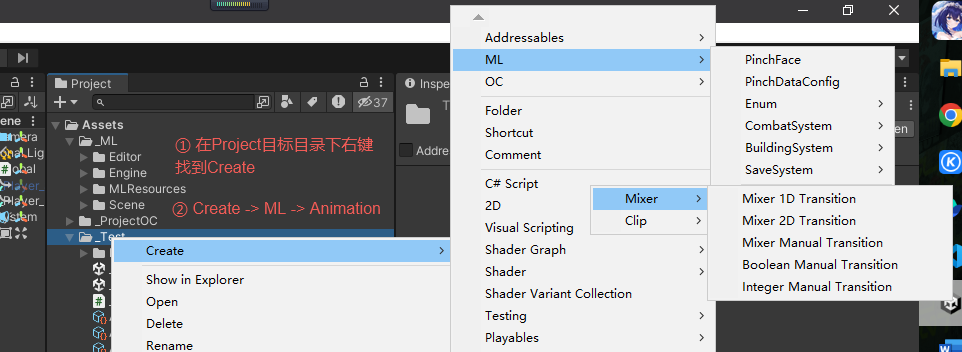 Project
37
Assets
_ML
Editor
Engine
MLResources
Scene
_ProjectOC
_Test
① 在Project目标目录下右键
找到Create
② Create -> ML -> Animation
Inspe
Addre
Create
Show in Explorer
Open
Delete
Rename
Addressables
ML
OC
Folder
Shortcut
Comment
C# Script
2D
Visual Scripting
Shader Graph
Shader
Shader Variant Collection
Testing
Playables
PinchFace
PinchDataConfig
Enum
CombatSystem
BuildingSystem
SaveSystem
Mixer
Clip
Mixer 1D Transition
Mixer 2D Transition
Mixer Manual Transition
Boolean Manual Transition
Integer Manual Transition